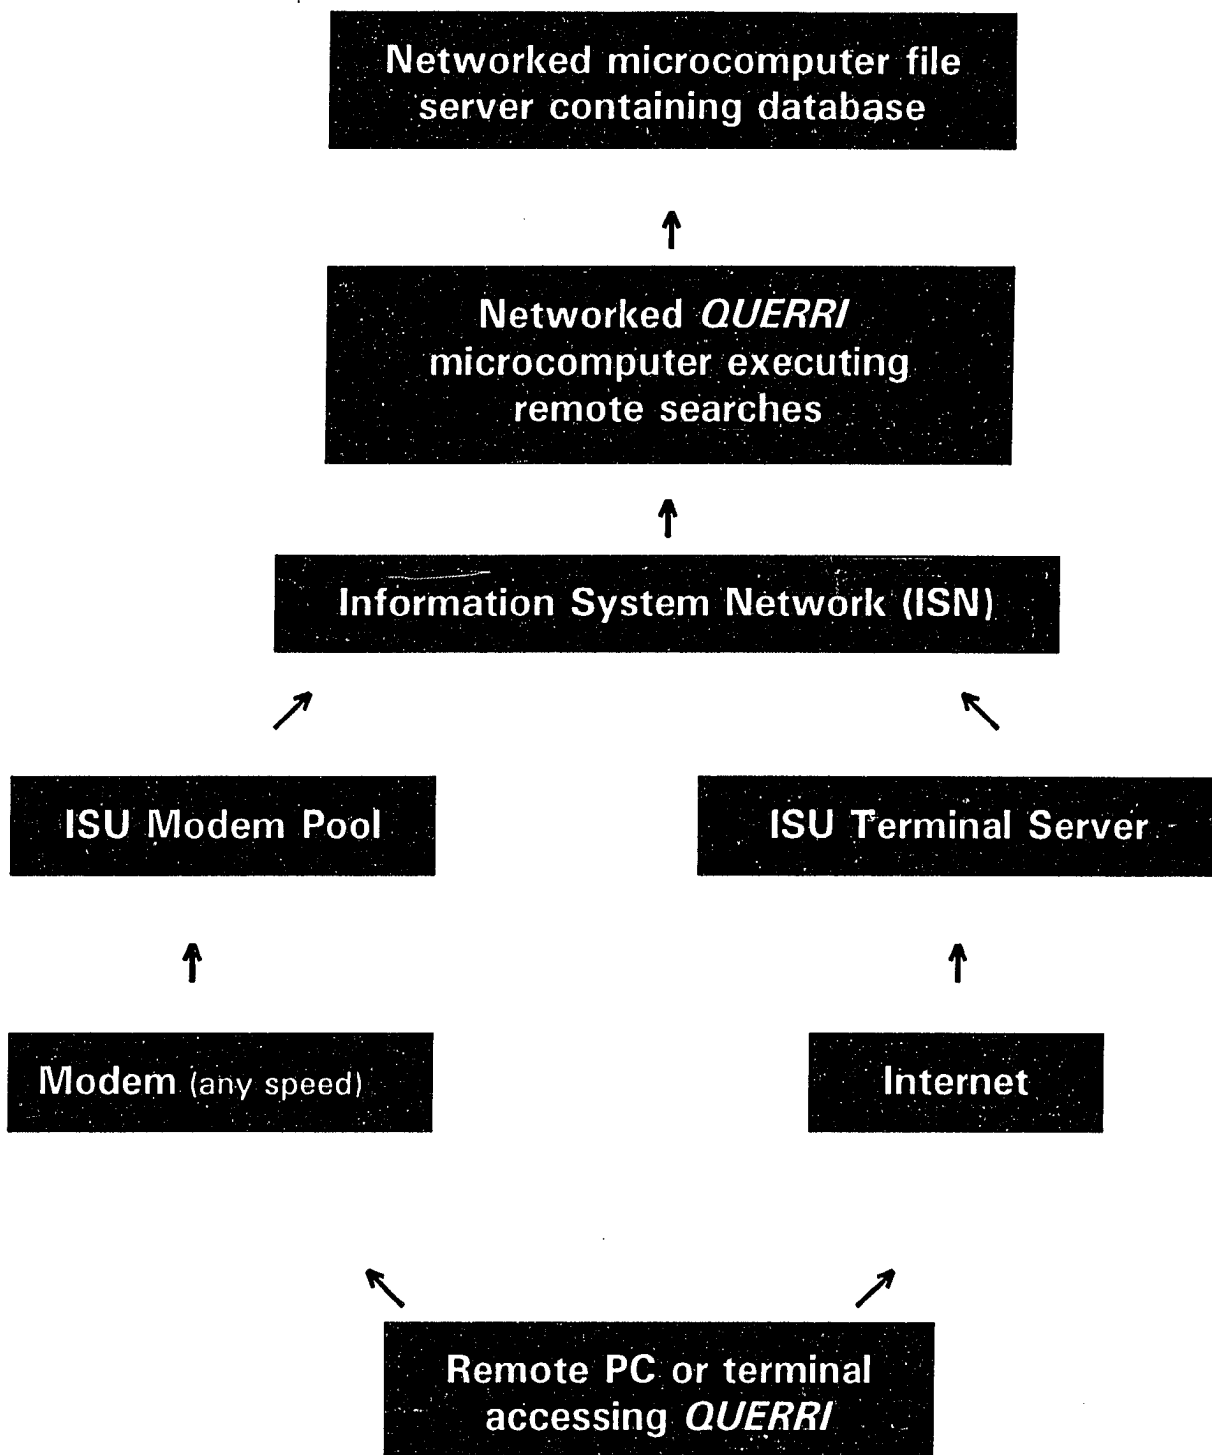 Networked microcomputer file
server containing database
Networked QUERRI
microcomputer executing
remote searches
Information System Network (ISN)
ISU Modem Pool
ISU Terminal Server
Modem (any speed)
Internet
Remote PC or terminal
accessing QUERRI